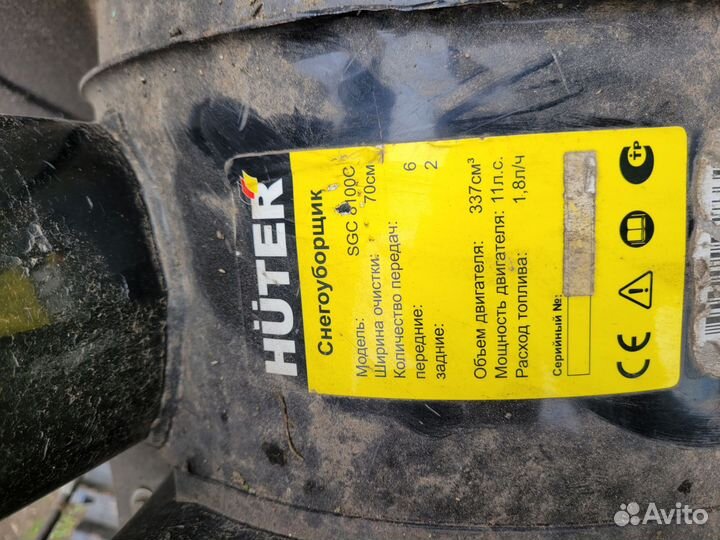 HÜTER
Снегоуборщик
Модель: SGC 8100C
Ширина очистки: 70см
Количество передач:
передние: 6
задние: 2
Объем двигателя: 337см³
Мощность двигателя: 11л.с.
Расход топлива: 1,8л/ч
Серийный №:
CE
ТР
Avito